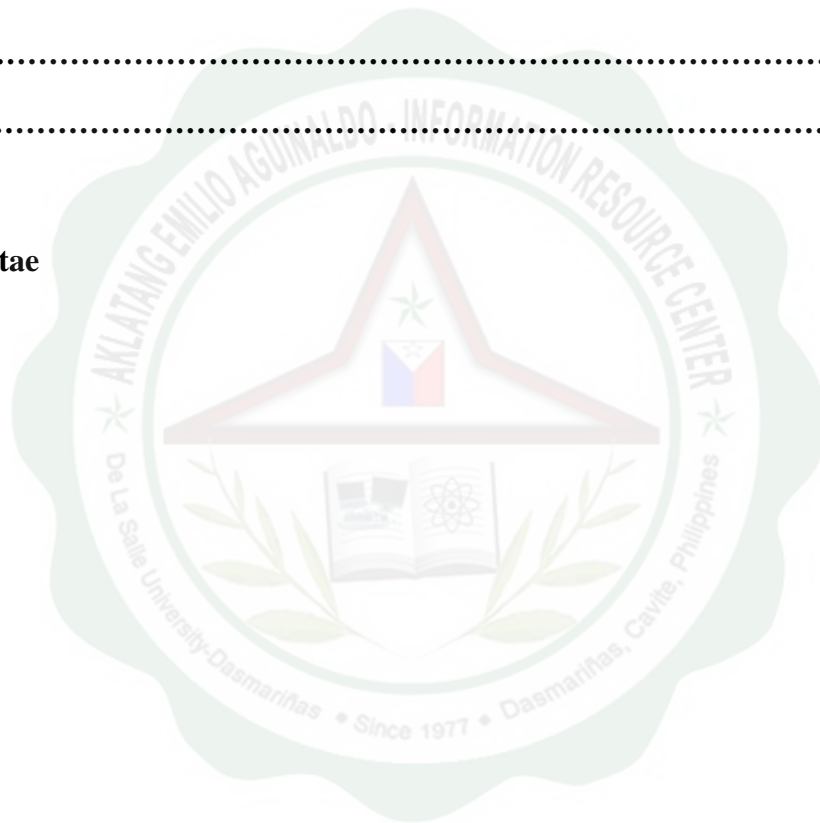 ................................................................................
................................................................................
AKLATANG EMILIO AGUINALDO - INFORMATION RESOURCE CENTER
tae
De La Salle University-Dasmariñas • Since 1977 • Dasmariñas, Cavite, Philippines